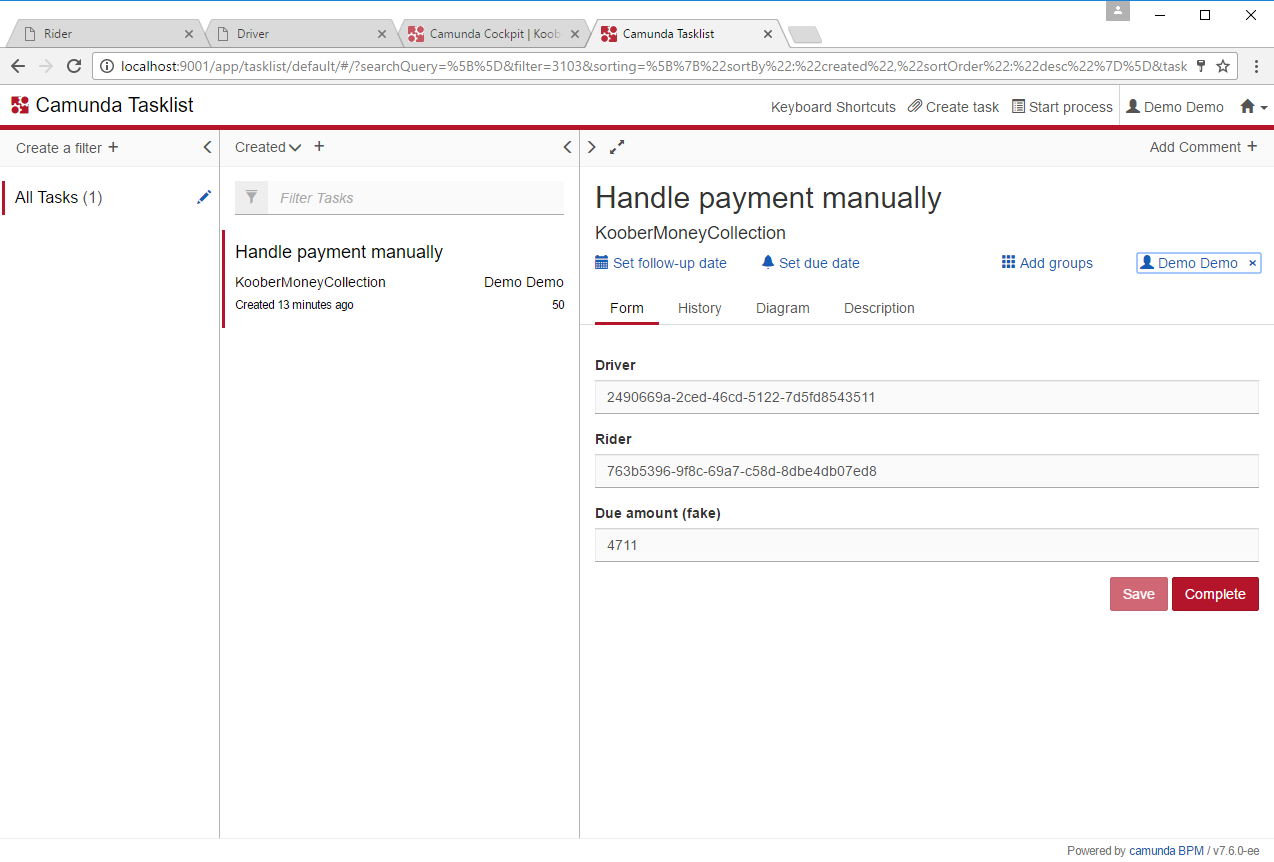 Rider
Driver
Camunda Cockpit | Koob
Camunda Tasklist
localhost:9001/app/tasklist/default/#/?searchQuery=%5B%5D&filter=3103&sorting=%5B%7B%22sortBy%22:%22created%22,%22sortOrder%22:%22desc%22%7D%5D&task
Camunda Tasklist
Keyboard Shortcuts
Create task
Start process
Demo Demo
Create a filter +
Created
+
Add Comment +
All Tasks (1)
Filter Tasks
Handle payment manually
KooberMoneyCollection
Demo Demo
Created 13 minutes ago
50
Handle payment manually
KooberMoneyCollection
Set follow-up date
Set due date
Add groups
Demo Demo ×
Form
History
Diagram
Description
Driver
2490669a-2ced-46cd-5122-7d5fd8543511
Rider
763b5396-9f8c-69a7-c58d-8dbe4db07ed8
Due amount (fake)
4711
Save
Complete
Powered by camunda BPM / v7.6.0-ee